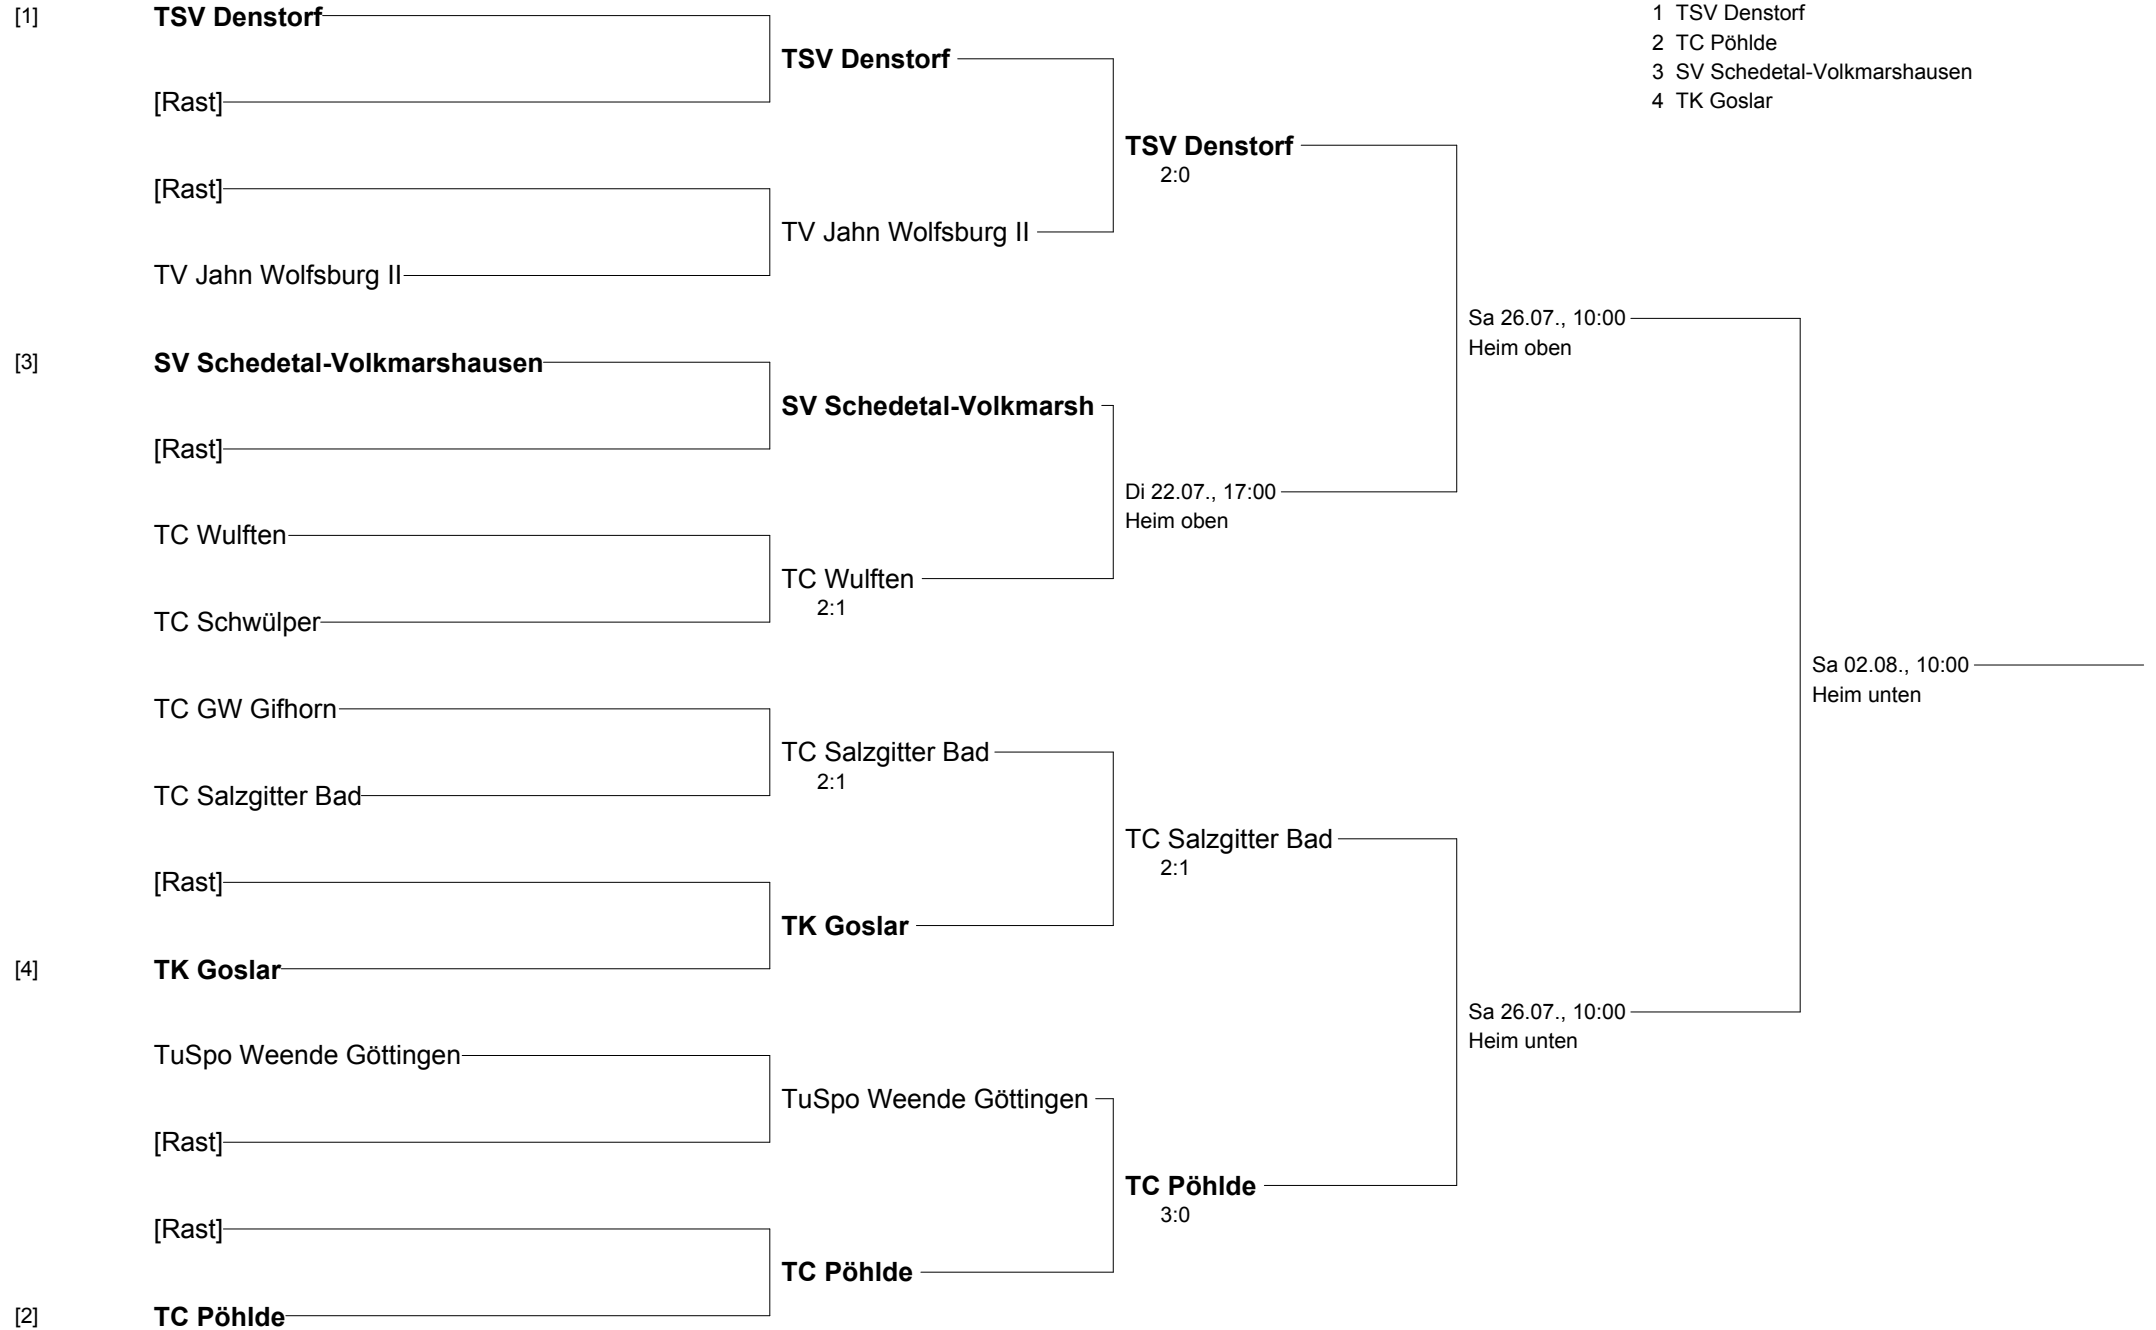 [1] TSV Denstorf
[Rast]
[Rast]
TV Jahn Wolfsburg II
[3] SV Schedetal-Volkmarshausen
[Rast]
TC Wulften
TC Schwülper
TC GW Gifhorn
TC Salzgitter Bad
[Rast]
[4] TK Goslar
TuSpo Weende Göttingen
[Rast]
[Rast]
[2] TC Pöhlde
TSV Denstorf
TV Jahn Wolfsburg II
SV Schedetal-Volkmarsh
TC Wulften
2:1
TC Salzgitter Bad
2:1
TK Goslar
TuSpo Weende Göttingen
TC Pöhlde
TSV Denstorf
2:0
Di 22.07., 17:00
Heim oben
TC Salzgitter Bad
2:1
TC Pöhlde
3:0
Sa 26.07., 10:00
Heim oben
Sa 26.07., 10:00
Heim unten
Sa 02.08., 10:00
Heim unten
1 TSV Denstorf
2 TC Pöhlde
3 SV Schedetal-Volkmarshausen
4 TK Goslar